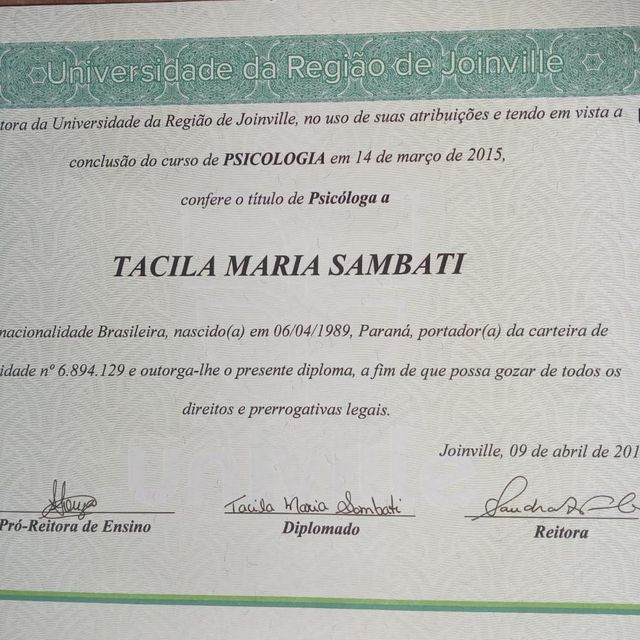 Universidade da Região de Joinville
tora da Universidade da Região de Joinville, no uso de suas atribuições e tendo em vista a
conclusão do curso de PSICOLOGIA em 14 de março de 2015,
confere o título de Psicóloga a
TACILA MARIA SAMBATI
nacionalidade Brasileira, nascido(a) em 06/04/1989, Paraná, portador(a) da carteira de
idade nº 6.894.129 e outorga-lhe o presente diploma, a fim de que possa gozar de todos os
direitos e prerrogativas legais.
Joinville, 09 de abril de 201
Tacila Maria Sambati
Pró-Reitora de Ensino
Diplomado
Reitora
univille